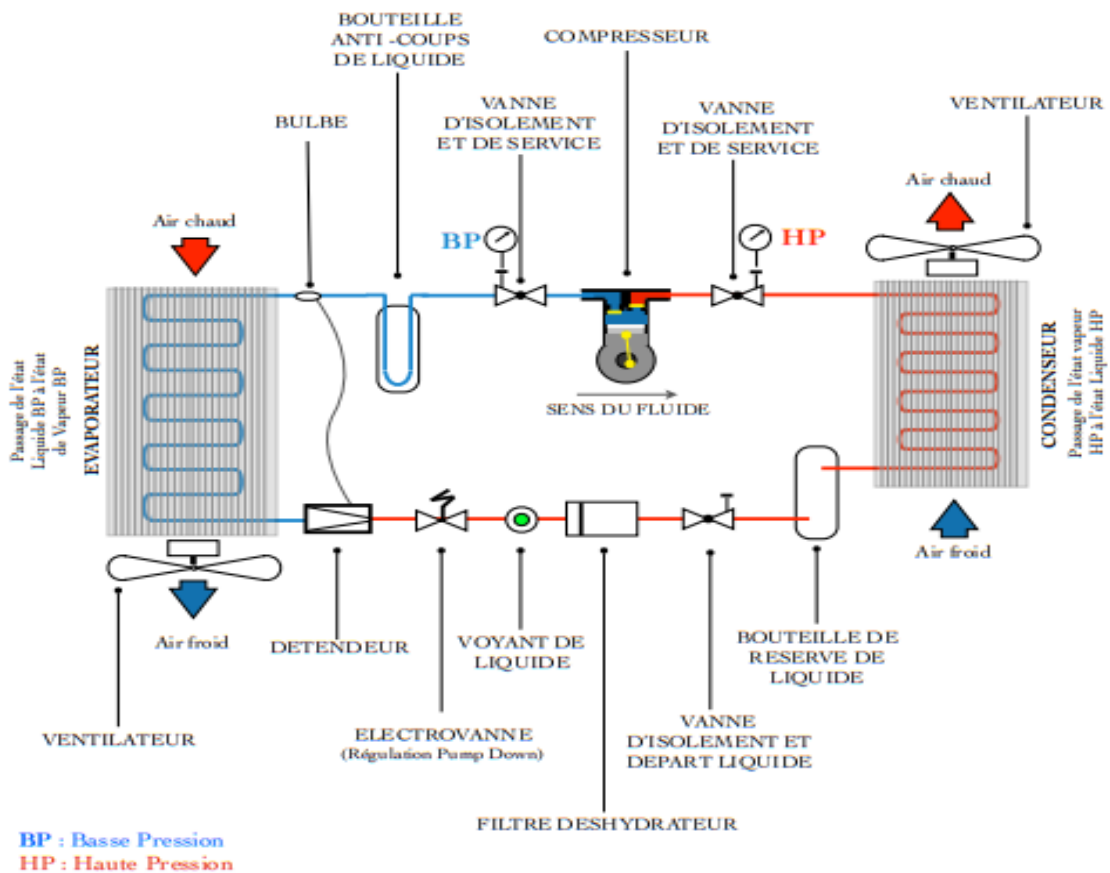 BOUTEILLE
ANTI -COUPS
DE LIQUIDE
COMPRESSEUR
BULBE
VANNE
D'ISOLEMENT
ET DE SERVICE
VANNE
D'ISOLEMENT
ET DE SERVICE
VENTILATEUR
Air chaud
Air chaud
BP
HP
Passage de l'état
Liquide BP à l'état
de Vapeur BP
EVAPORATEUR
SENS DU FLUIDE
CONDENSEUR
Passage de l'état vapeur
HP à l'état Liquide HP
Air froid
Air froid
DETENDEUR
VOYANT DE
LIQUIDE
BOUTEILLE DE
RESERVE DE
LIQUIDE
VENTILATEUR
ELECTROVANNE
(Régulation Pump Down)
VANNE
D'ISOLEMENT ET
DEPART LIQUIDE
FILTRE DESHYDRATEUR
BP : Basse Pression
HP : Haute Pression